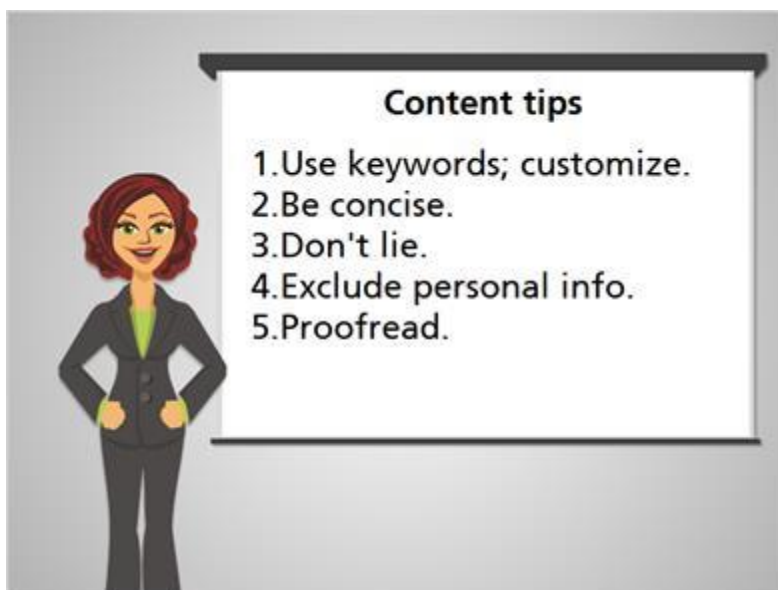 Content tips
1.Use keywords; customize.
2.Be concise.
3.Don't lie.
4.Exclude personal info.
5.Proofread.